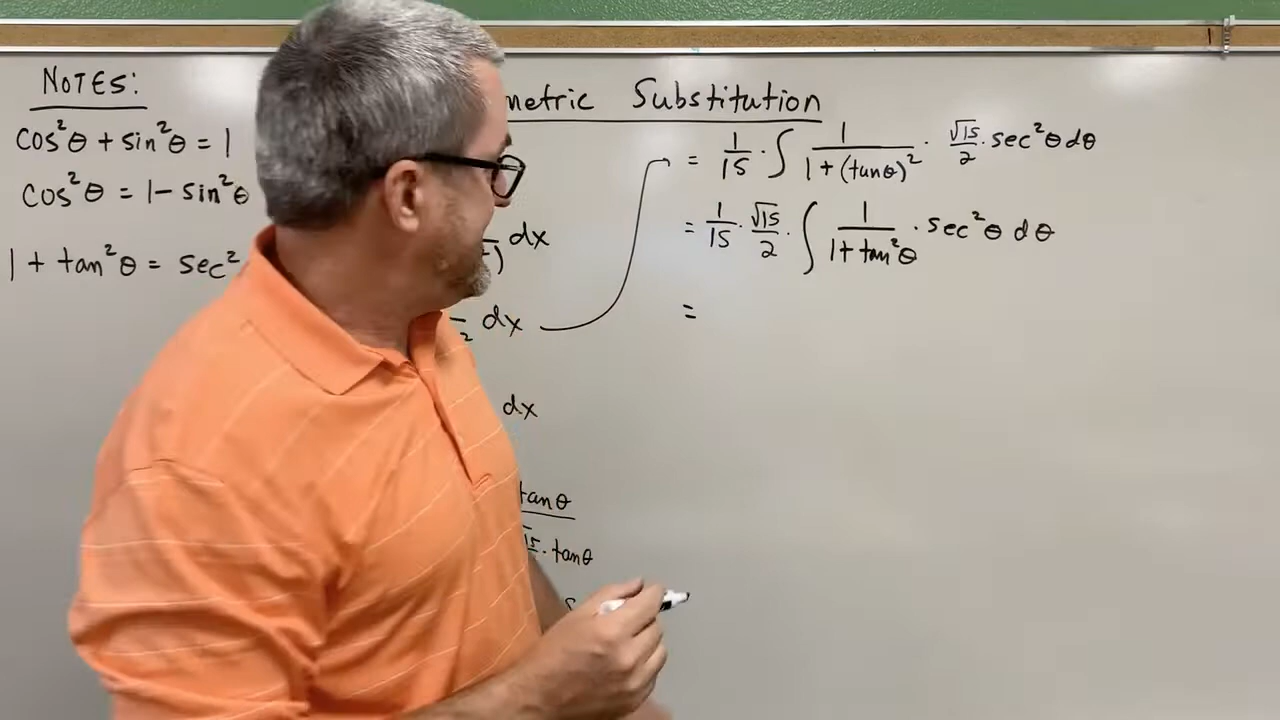 NOTES:
cos²θ + sin²θ = 1
cos²θ = 1 - sin²θ
1 + tan²θ = sec²
Substitution
dx
dx
dx
tanθ
· tanθ
= 1/15 · ∫ 1/(1+(tanθ)²) · √15/2 · sec²θ dθ
= 1/15 · √15/2 · ∫ 1/(1+tan²θ) · sec²θ dθ
=